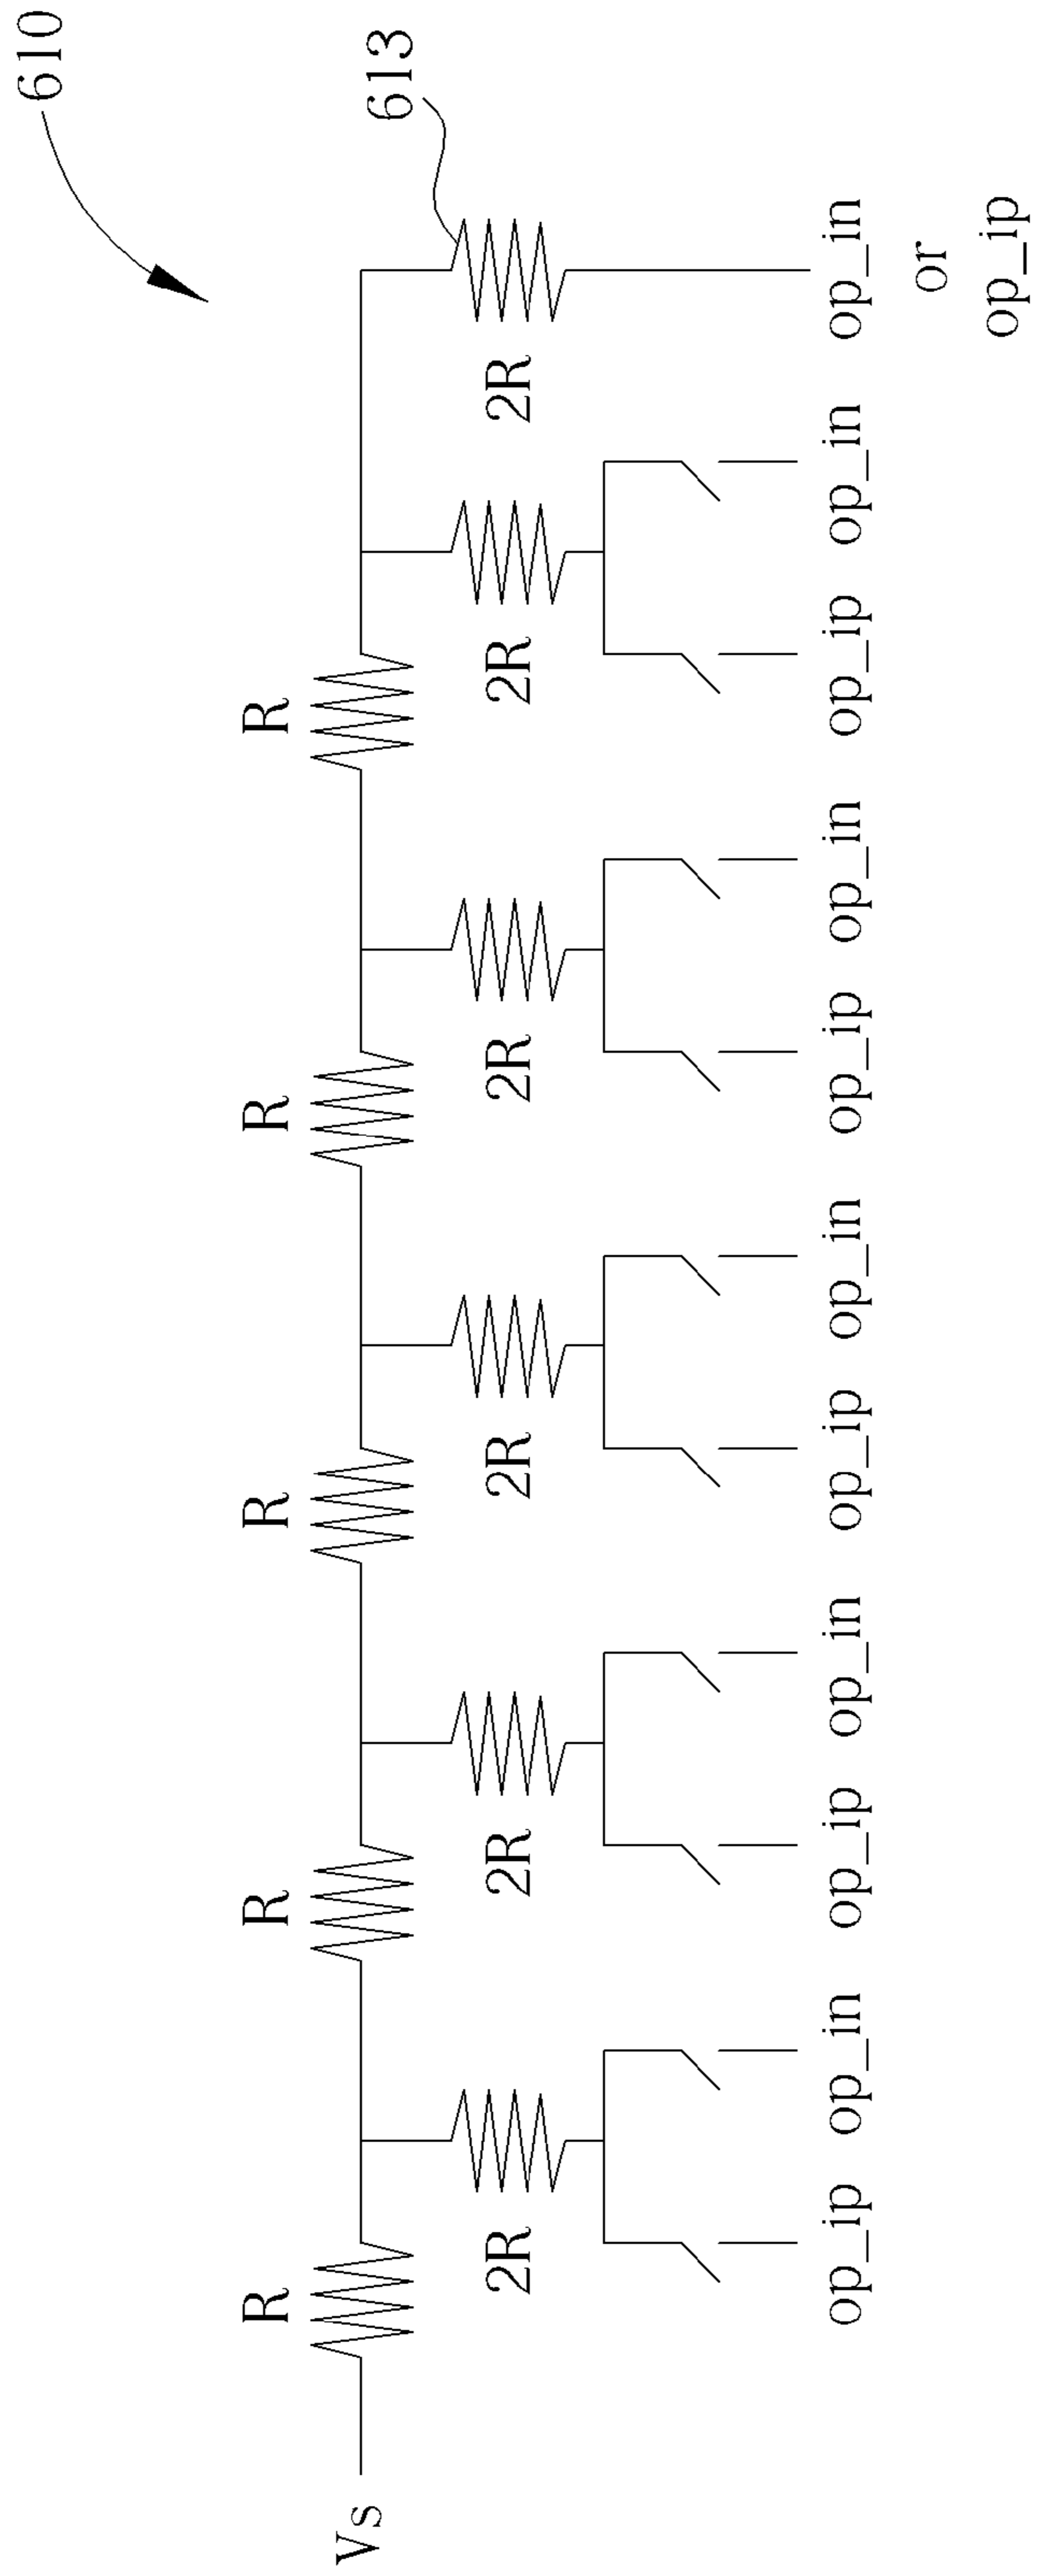 610
613
R R R R R
Vs
2R 2R 2R 2R 2R 2R
op_ip op_in op_ip op_in op_ip op_in op_ip op_in op_ip op_in op_in
or
op_ip